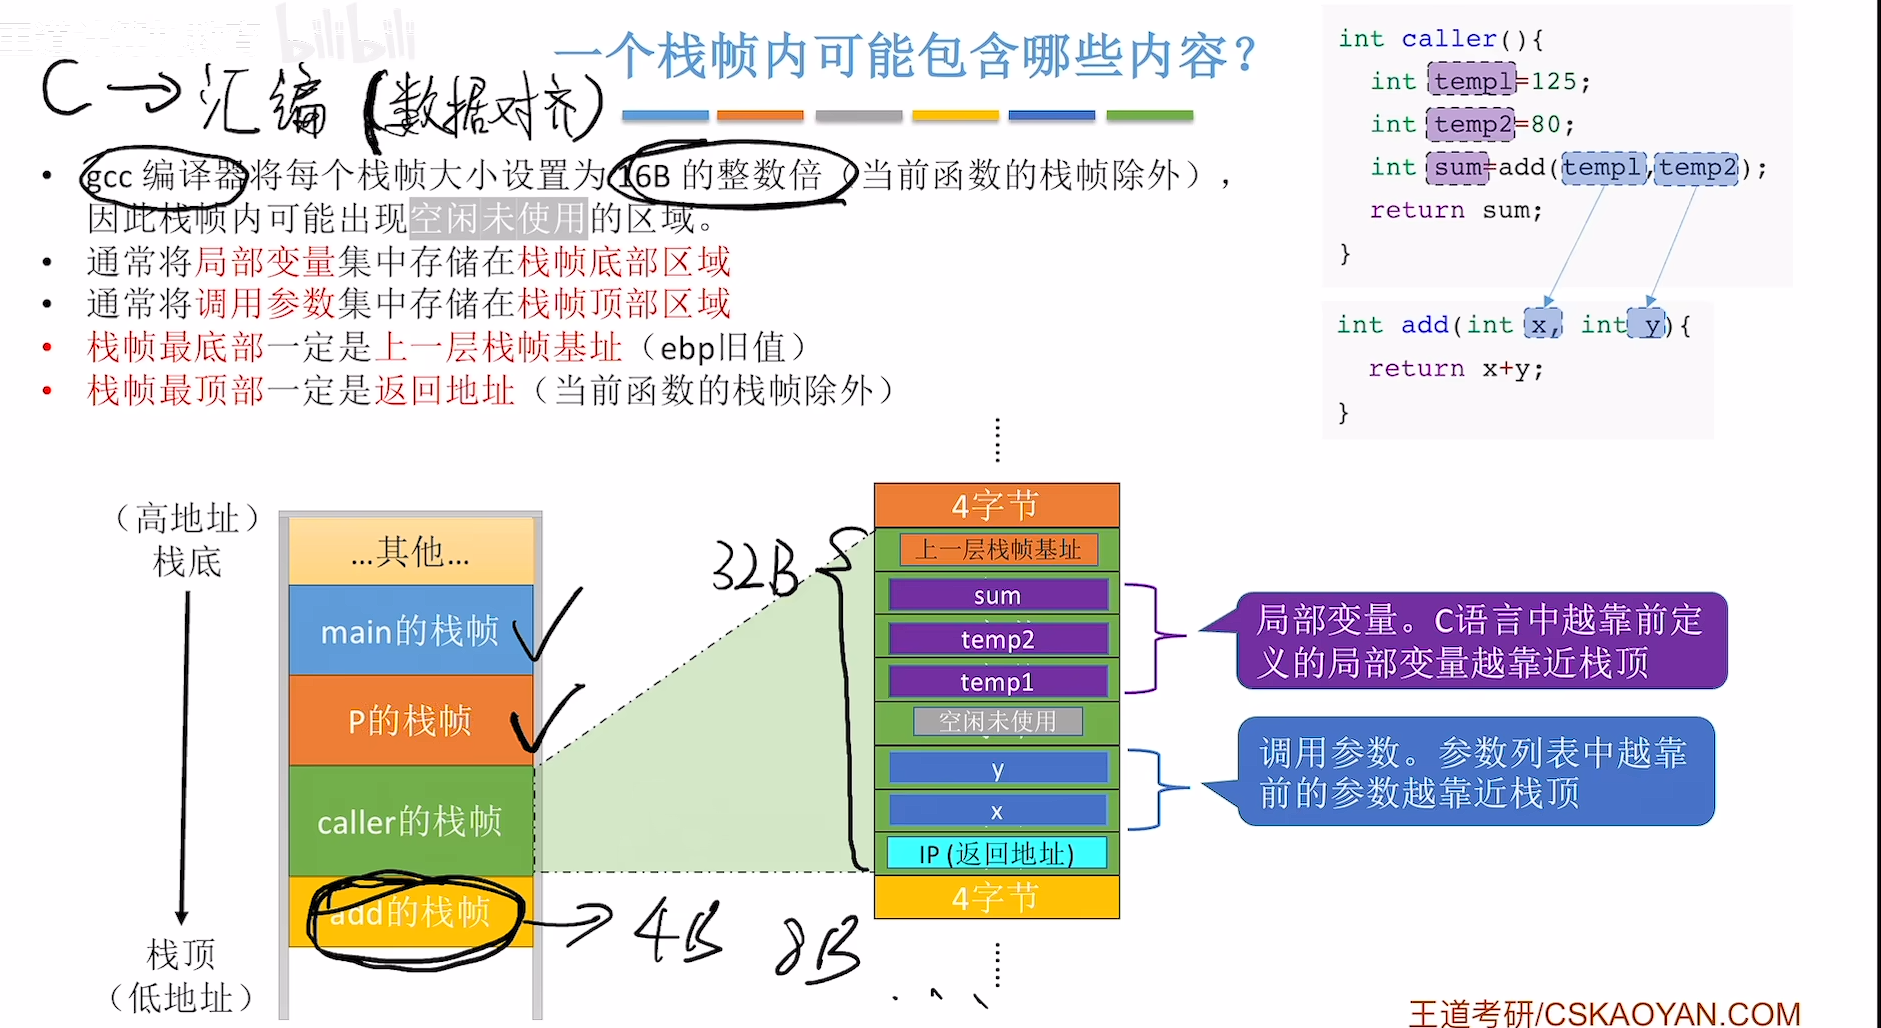 bilibili
一个栈帧内可能包含哪些内容？
C → 汇编（数据对齐）
• gcc 编译器将每个栈帧大小设置为 16B 的整数倍（当前函数的栈帧除外），
因此栈帧内可能出现空闲未使用的区域。
• 通常将局部变量集中存储在栈帧底部区域
• 通常将调用参数集中存储在栈帧顶部区域
• 栈帧最底部一定是上一层栈帧基址（ebp旧值）
• 栈帧最顶部一定是返回地址（当前函数的栈帧除外）
int caller(){
int temp1=125;
int temp2=80;
int sum=add(temp1,temp2);
return sum;
}
int add(int x, int y){
return x+y;
}
（高地址）
栈底
栈顶
（低地址）
...其他...
main的栈帧
P的栈帧
caller的栈帧
add的栈帧
→ 4B 8B
32B
4字节
上一层栈帧基址
sum
temp2
temp1
空闲未使用
y
x
IP (返回地址)
4字节
局部变量。C语言中越靠前定
义的局部变量越靠近栈顶
调用参数。参数列表中越靠
前的参数越靠近栈顶
王道考研/CSKAOYAN.COM